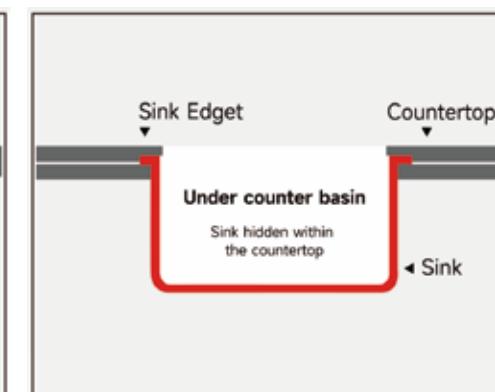 Sink Edget
Countertop
Under counter basin
Sink hidden within
the countertop
Sink